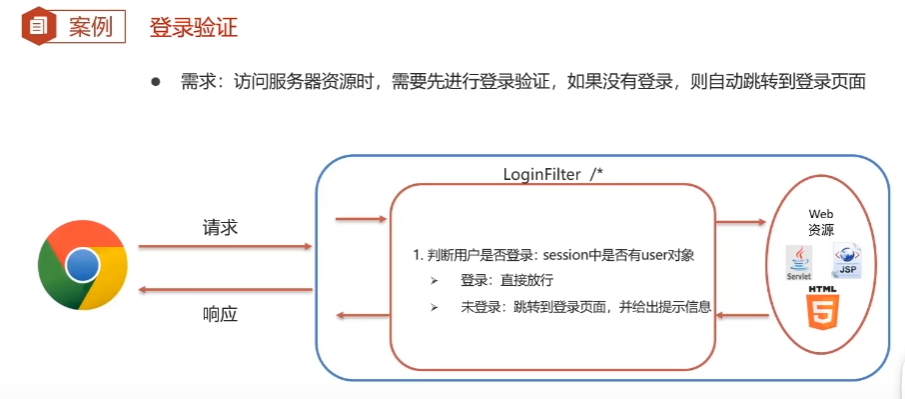 案例 登录验证
● 需求：访问服务器资源时，需要先进行登录验证，如果没有登录，则自动跳转到登录页面
LoginFilter /*
请求
响应
1. 判断用户是否登录：session中是否有user对象
➢ 登录：直接放行
➢ 未登录：跳转到登录页面，并给出提示信息
Web
资源
Servlet
JSP
HTML
5